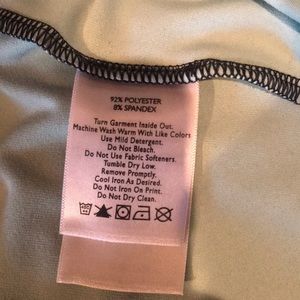 92% POLYESTER
8% SPANDEX
Turn Garment Inside Out.
Machine Wash Warm With Like Colors
Use Mild Detergent.
Do Not Bleach.
Do Not Use Fabric Softeners.
Tumble Dry Low.
Remove Promptly.
Cool Iron As Desired.
Do Not Iron On Print.
Do Not Dry Clean.